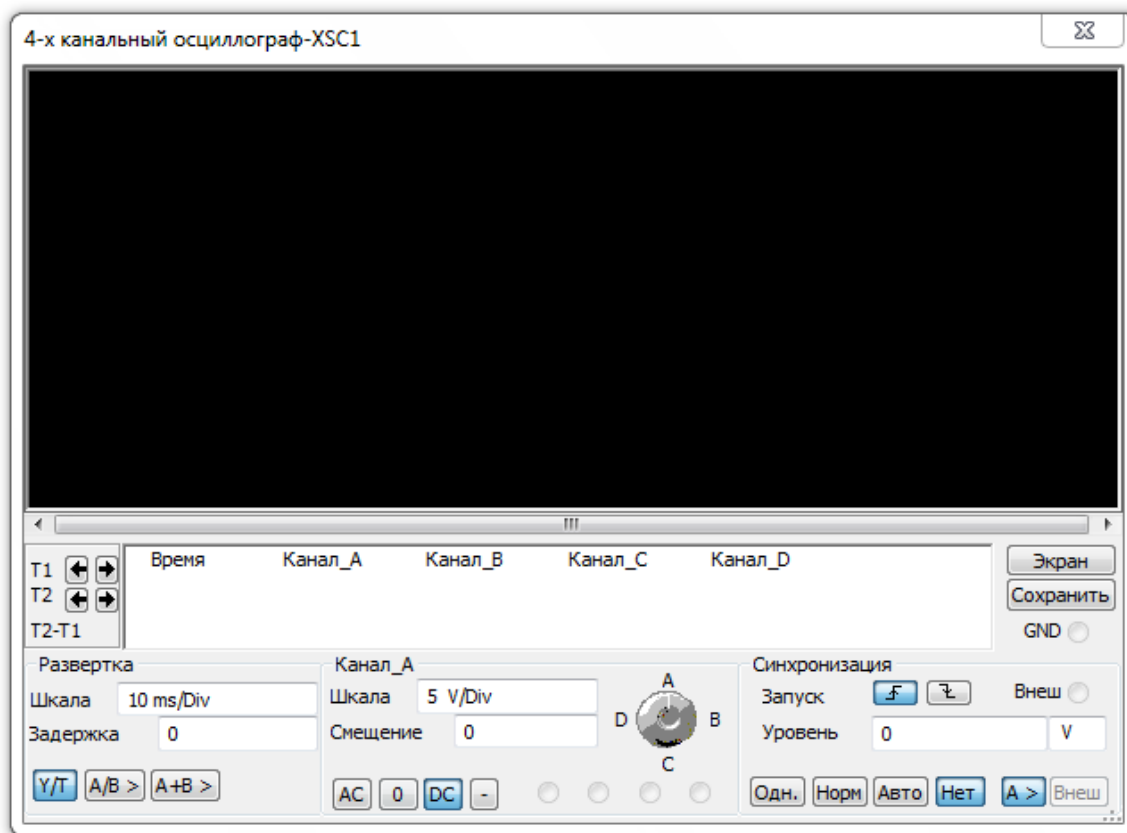 4-х канальный осциллограф-XSC1
Время Канал_A Канал_B Канал_C Канал_D
T1
T2
T2-T1
Экран
Сохранить
GND
Развертка
Шкала 10 ms/Div
Задержка 0
Y/T A/B > A+B >
Канал_A
Шкала 5 V/Div
Смещение 0
AC 0 DC -
A
D B
C
Синхронизация
Запуск Внеш
Уровень 0 V
Одн. Норм Авто Нет A > Внеш